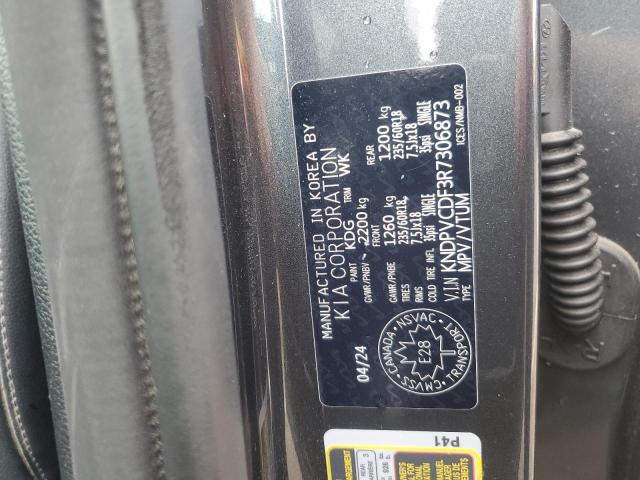 MANUFACTURED IN KOREA BY
KIA CORPORATION
04/24 PAINT KDG TRIM WK
GVWR/PNBV 2200 kg
FRONT REAR
GAWR/PNBE 1260 kg 1200 kg
TIRES 235/60R18 235/60R18
RIMS 7.5Jx18 7.5Jx18
COLD TIRE INFL 35psi SINGLE 35psi SINGLE
V.I.N KNDPVCDF3R7306873
TYPE MPV/VTUM ICES/NMB-002
CANADA NSVAC
E28
CMVSS TRANSPORT
P41